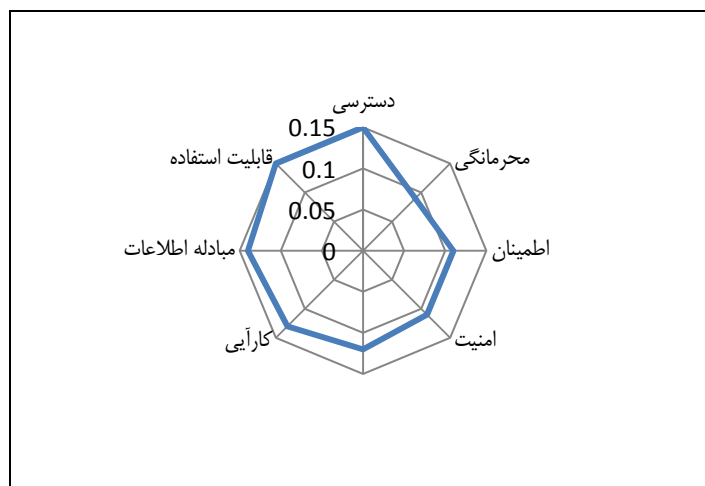 دسترسی
0.15
محرمانگی
قابلیت استفاده
0.1
0.05
اطمینان
0
مبادله اطلاعات
امنیت
کارآیی